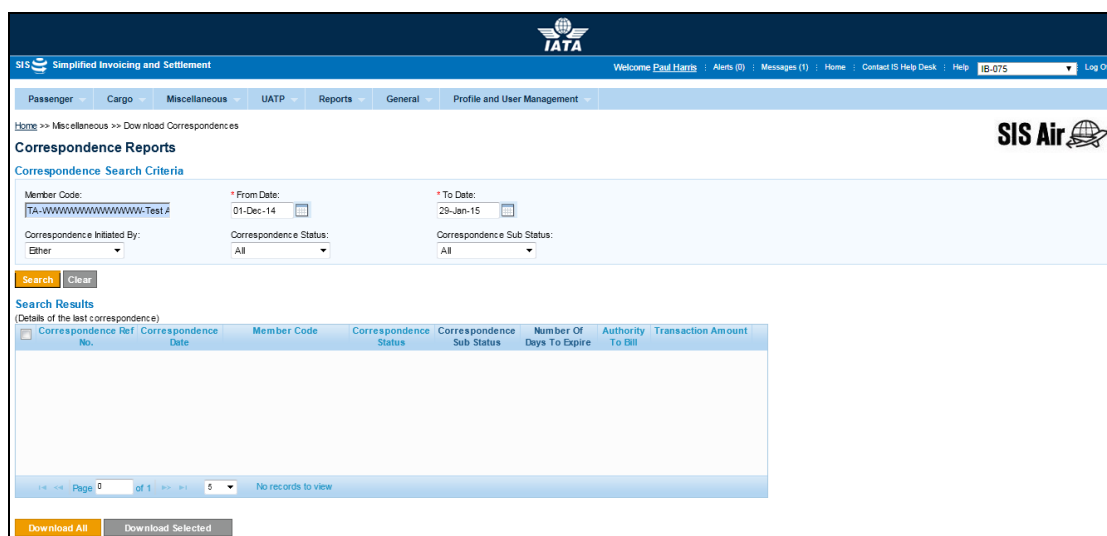 IATA
SIS Simplified Invoicing and Settlement
Welcome Paul Harris Alerts (0) Messages (1) Home Contact IS Help Desk Help IB-075 Log O
Passenger Cargo Miscellaneous UATP Reports General Profile and User Management
Home >> Miscellaneous >> Download Correspondences
SIS Air
Correspondence Reports
Correspondence Search Criteria
Member Code: * From Date: * To Date:
01-Dec-14 29-Jan-15
Correspondence Initiated By: Correspondence Status: Correspondence Sub Status:
Either All All
Search Clear
Search Results
(Details of the last correspondence)
Correspondence Ref Correspondence Member Code Correspondence Correspondence Number Of Authority Transaction Amount
No. Date Status Sub Status Days To Expire To Bill
Page 0 of 1 5 No records to view
Download All Download Selected